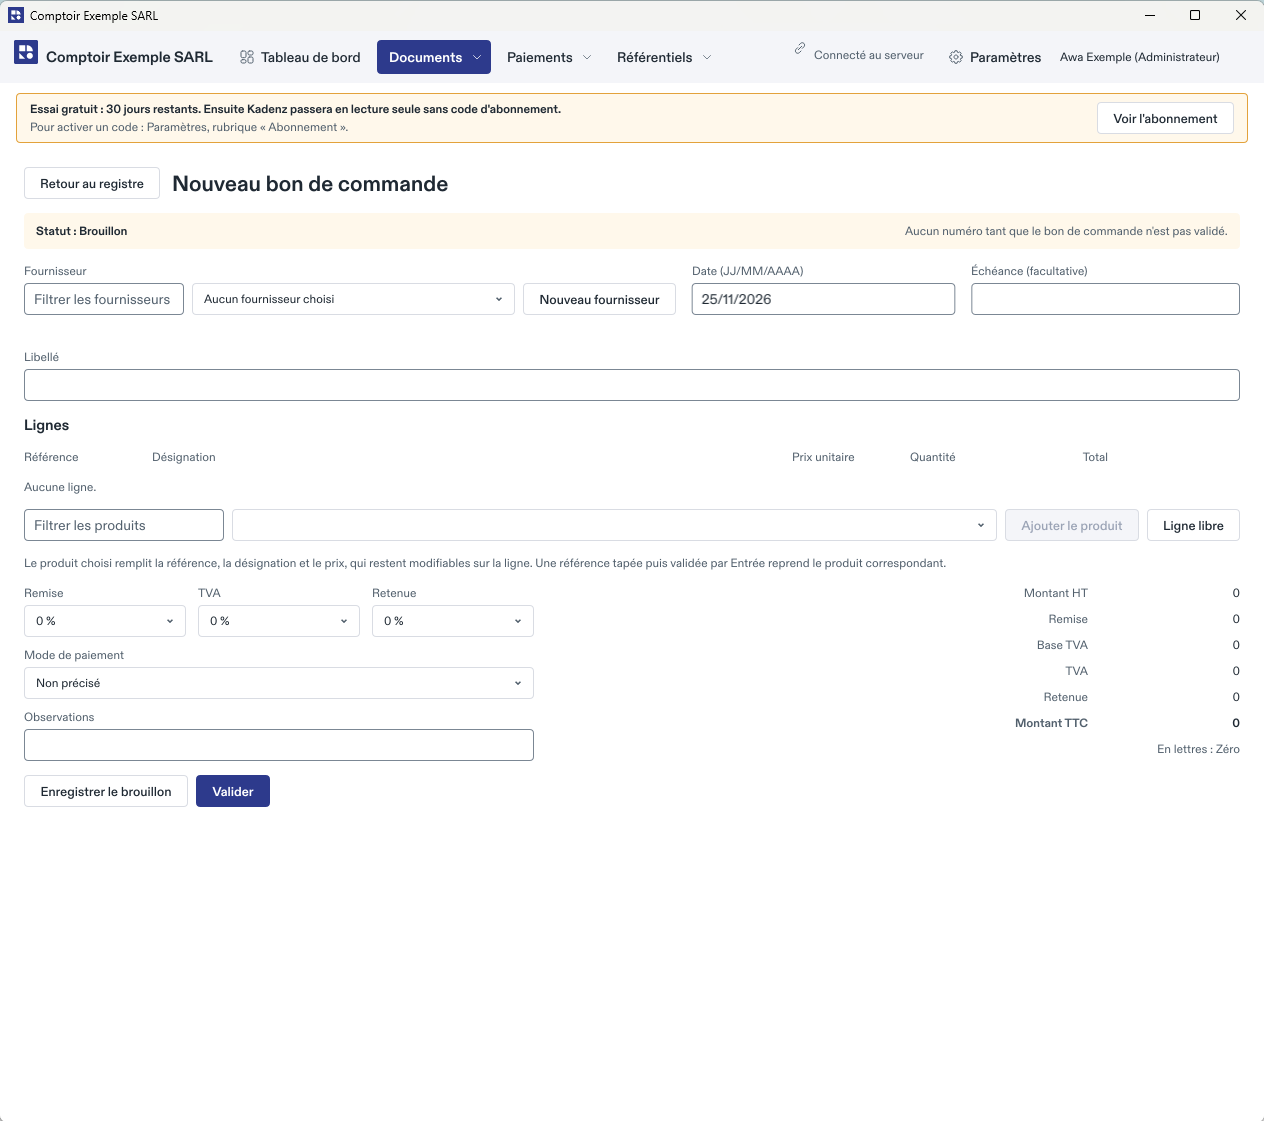 Comptoir Exemple SARL
Comptoir Exemple SARL
Tableau de bord
Documents
Paiements
Référentiels
Connecté au serveur
Paramètres
Awa Exemple (Administrateur)
Essai gratuit : 30 jours restants. Ensuite Kadenz passera en lecture seule sans code d'abonnement.
Pour activer un code : Paramètres, rubrique « Abonnement ».
Voir l'abonnement
Retour au registre
Nouveau bon de commande
Statut : Brouillon
Aucun numéro tant que le bon de commande n'est pas validé.
Fournisseur
Date (JJ/MM/AAAA)
Échéance (facultative)
Filtrer les fournisseurs
Aucun fournisseur choisi
Nouveau fournisseur
25/11/2026
Libellé
Lignes
Référence
Désignation
Prix unitaire
Quantité
Total
Aucune ligne.
Filtrer les produits
Ajouter le produit
Ligne libre
Le produit choisi remplit la référence, la désignation et le prix, qui restent modifiables sur la ligne. Une référence tapée puis validée par Entrée reprend le produit correspondant.
Remise
TVA
Retenue
0 %
0 %
0 %
Mode de paiement
Non précisé
Observations
Enregistrer le brouillon
Valider
Montant HT 0
Remise 0
Base TVA 0
TVA 0
Retenue 0
Montant TTC 0
En lettres : Zéro